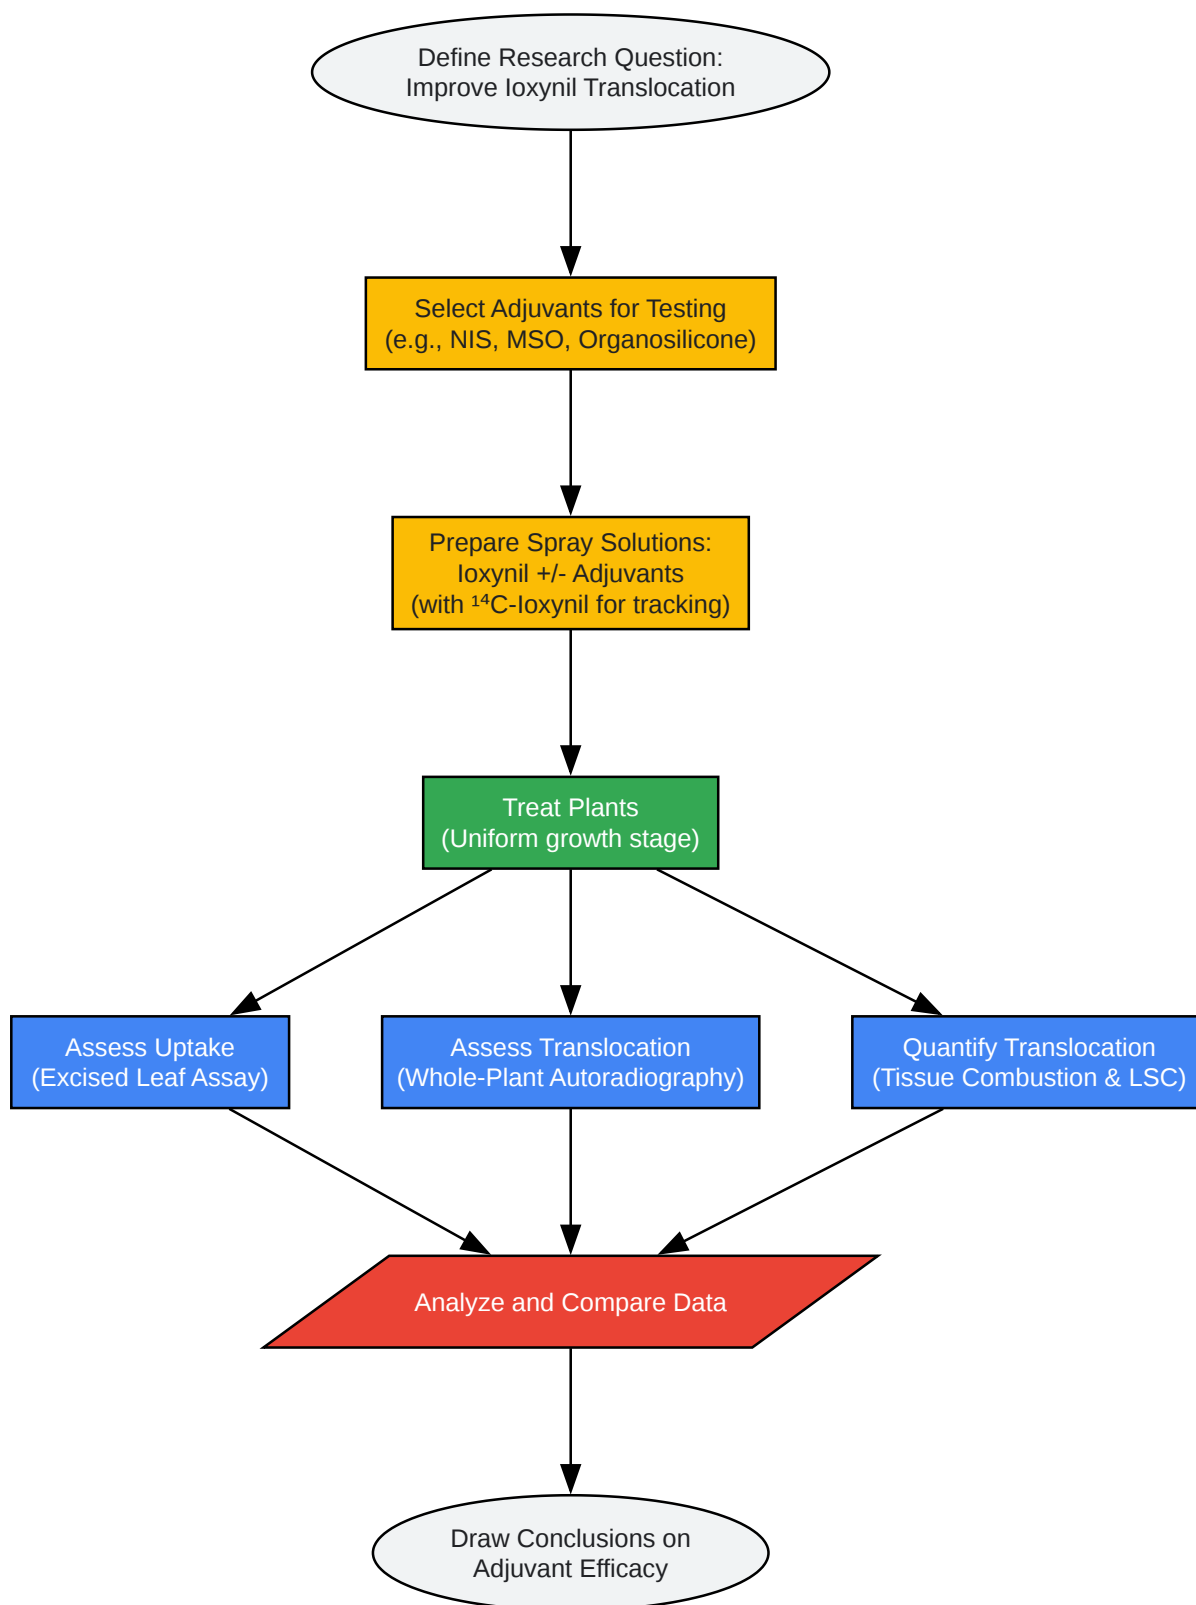 Define Research Question:
Improve Ioxynil Translocation
Select Adjuvants for Testing
(e.g., NIS, MSO, Organosilicone)
Prepare Spray Solutions:
Ioxynil +/- Adjuvants
(with ¹⁴C-Ioxynil for tracking)
Treat Plants
(Uniform growth stage)
Assess Uptake
(Excised Leaf Assay)
Assess Translocation
(Whole-Plant Autoradiography)
Quantify Translocation
(Tissue Combustion & LSC)
Analyze and Compare Data
Draw Conclusions on
Adjuvant Efficacy